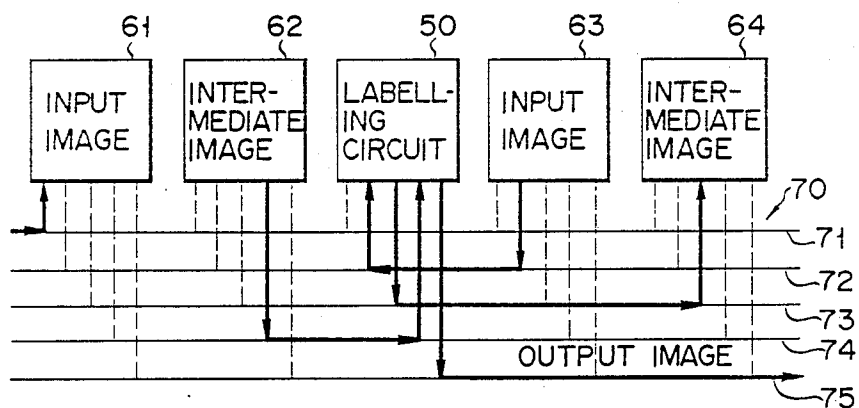 61
62
50
63
64
INPUT
IMAGE
INTER-
MEDIATE
IMAGE
LABELL-
ING
CIRCUIT
INPUT
IMAGE
INTER-
MEDIATE
IMAGE
70
71
72
73
74
OUTPUT IMAGE
75